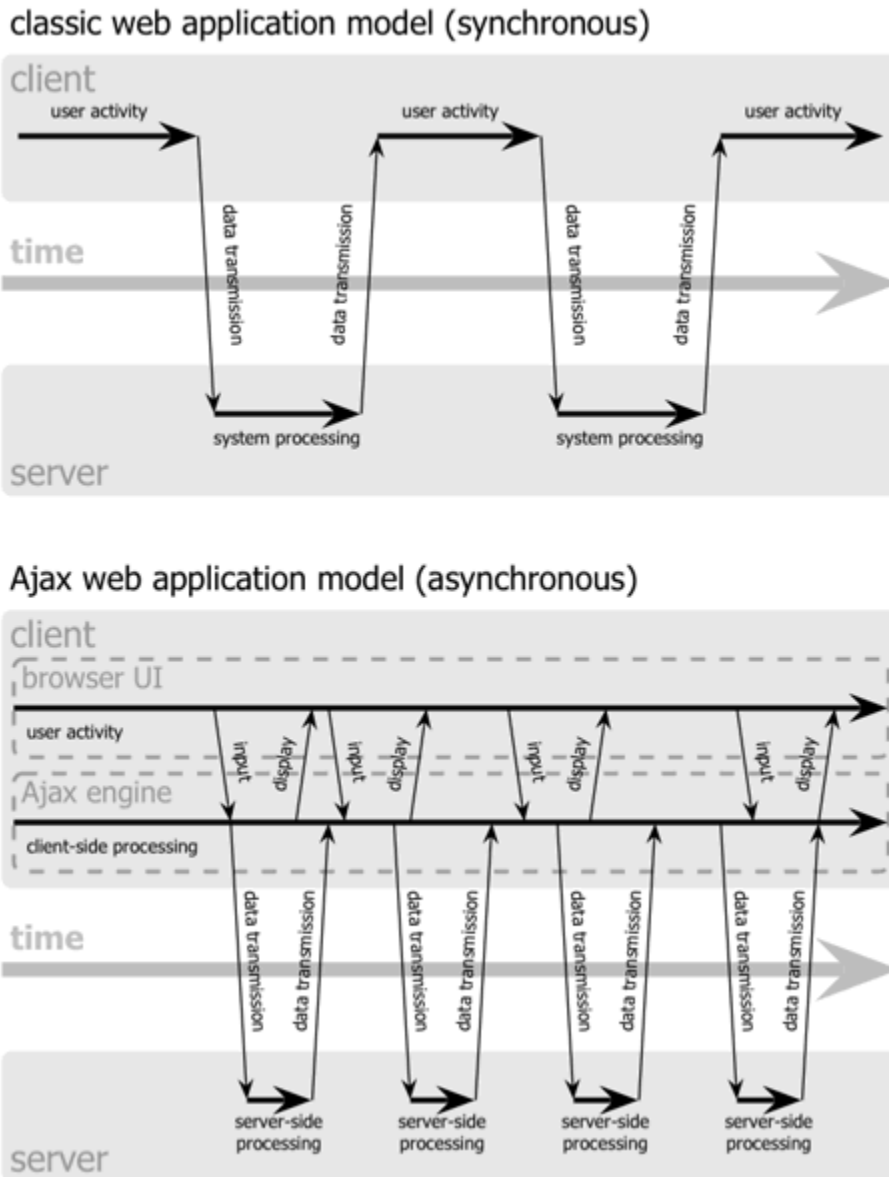 classic web application model (synchronous)
client
user activity
user activity
user activity
data transmission
data transmission
data transmission
data transmission
time
system processing
system processing
server
Ajax web application model (asynchronous)
client
browser UI
user activity
input
display
input
display
input
display
input
display
Ajax engine
client-side processing
data transmission
data transmission
data transmission
data transmission
data transmission
data transmission
data transmission
data transmission
time
server-side
processing
server-side
processing
server-side
processing
server-side
processing
server